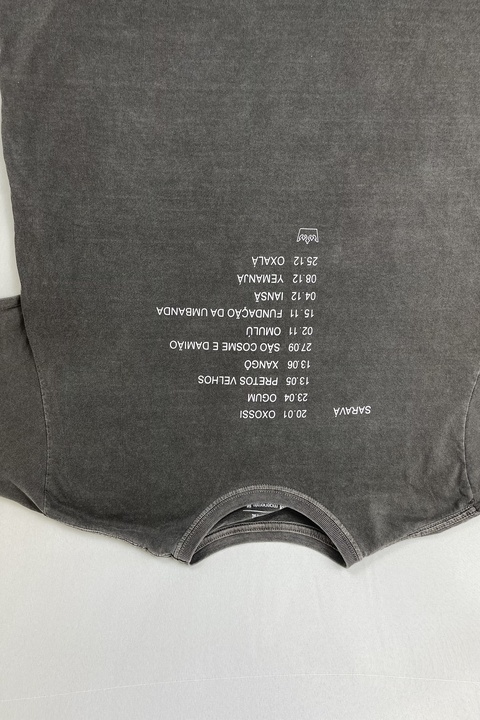 SARAVÁ 20.01 OXOSSI
23.04 OGUM
13.05 PRETOS VELHOS
13.06 XANGÔ
27.09 SÃO COSME E DAMIÃO
02.11 OMULÚ
15.11 FUNDAÇÃO DA UMBANDA
04.12 IANSÃ
08.12 YEMANJÁ
25.12 OXALÁ